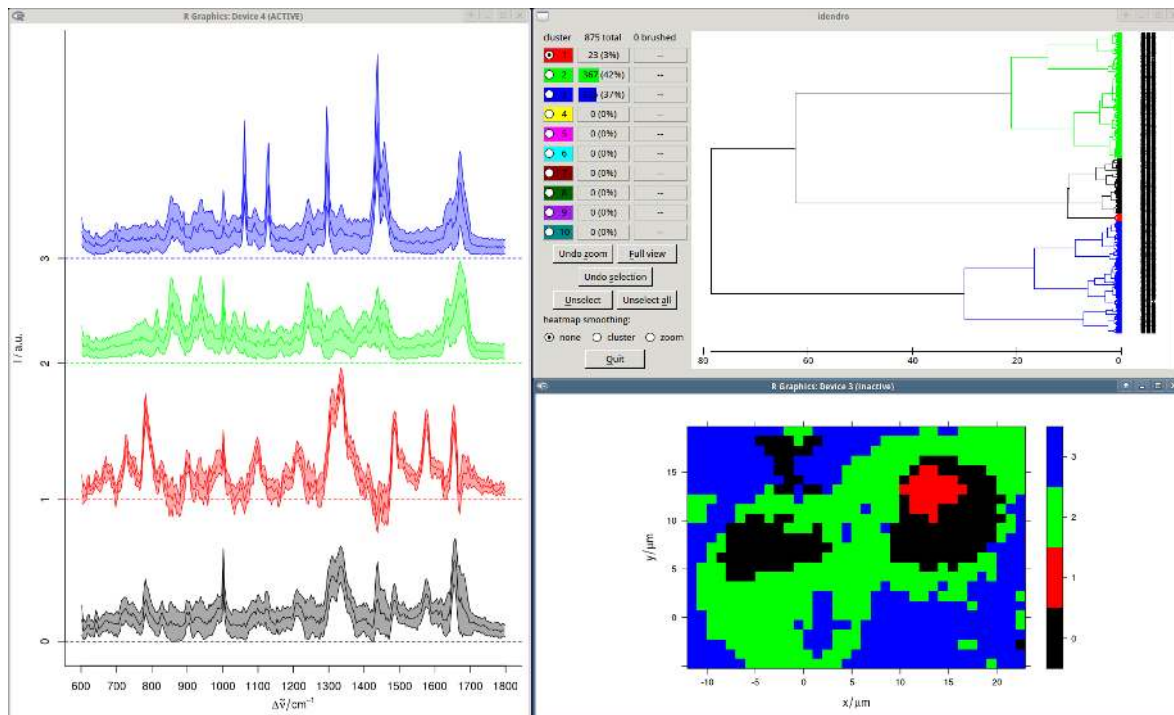 R Graphics: Device 4 (ACTIVE)
I / a.u.
3
2
1
0
600 700 800 900 1000 1100 1200 1300 1400 1500 1600 1700 1800
Δṽ/cm⁻¹
idendro
cluster 875 total 0 brushed
1 23 (3%) --
2 367 (42%) --
(37%) --
4 0 (0%) --
5 0 (0%) --
6 0 (0%) --
7 0 (0%) --
8 0 (0%) --
9 0 (0%) --
10 0 (0%) --
Undo zoom Full view
Undo selection
Unselect Unselect all
heatmap smoothing:
none cluster zoom
Quit
80 60 40 20 0
R Graphics: Device 3 (Inactive)
y/μm
15
10
5
0
-10 -5 0 5 10 15 20
x/μm
3
2
1
0